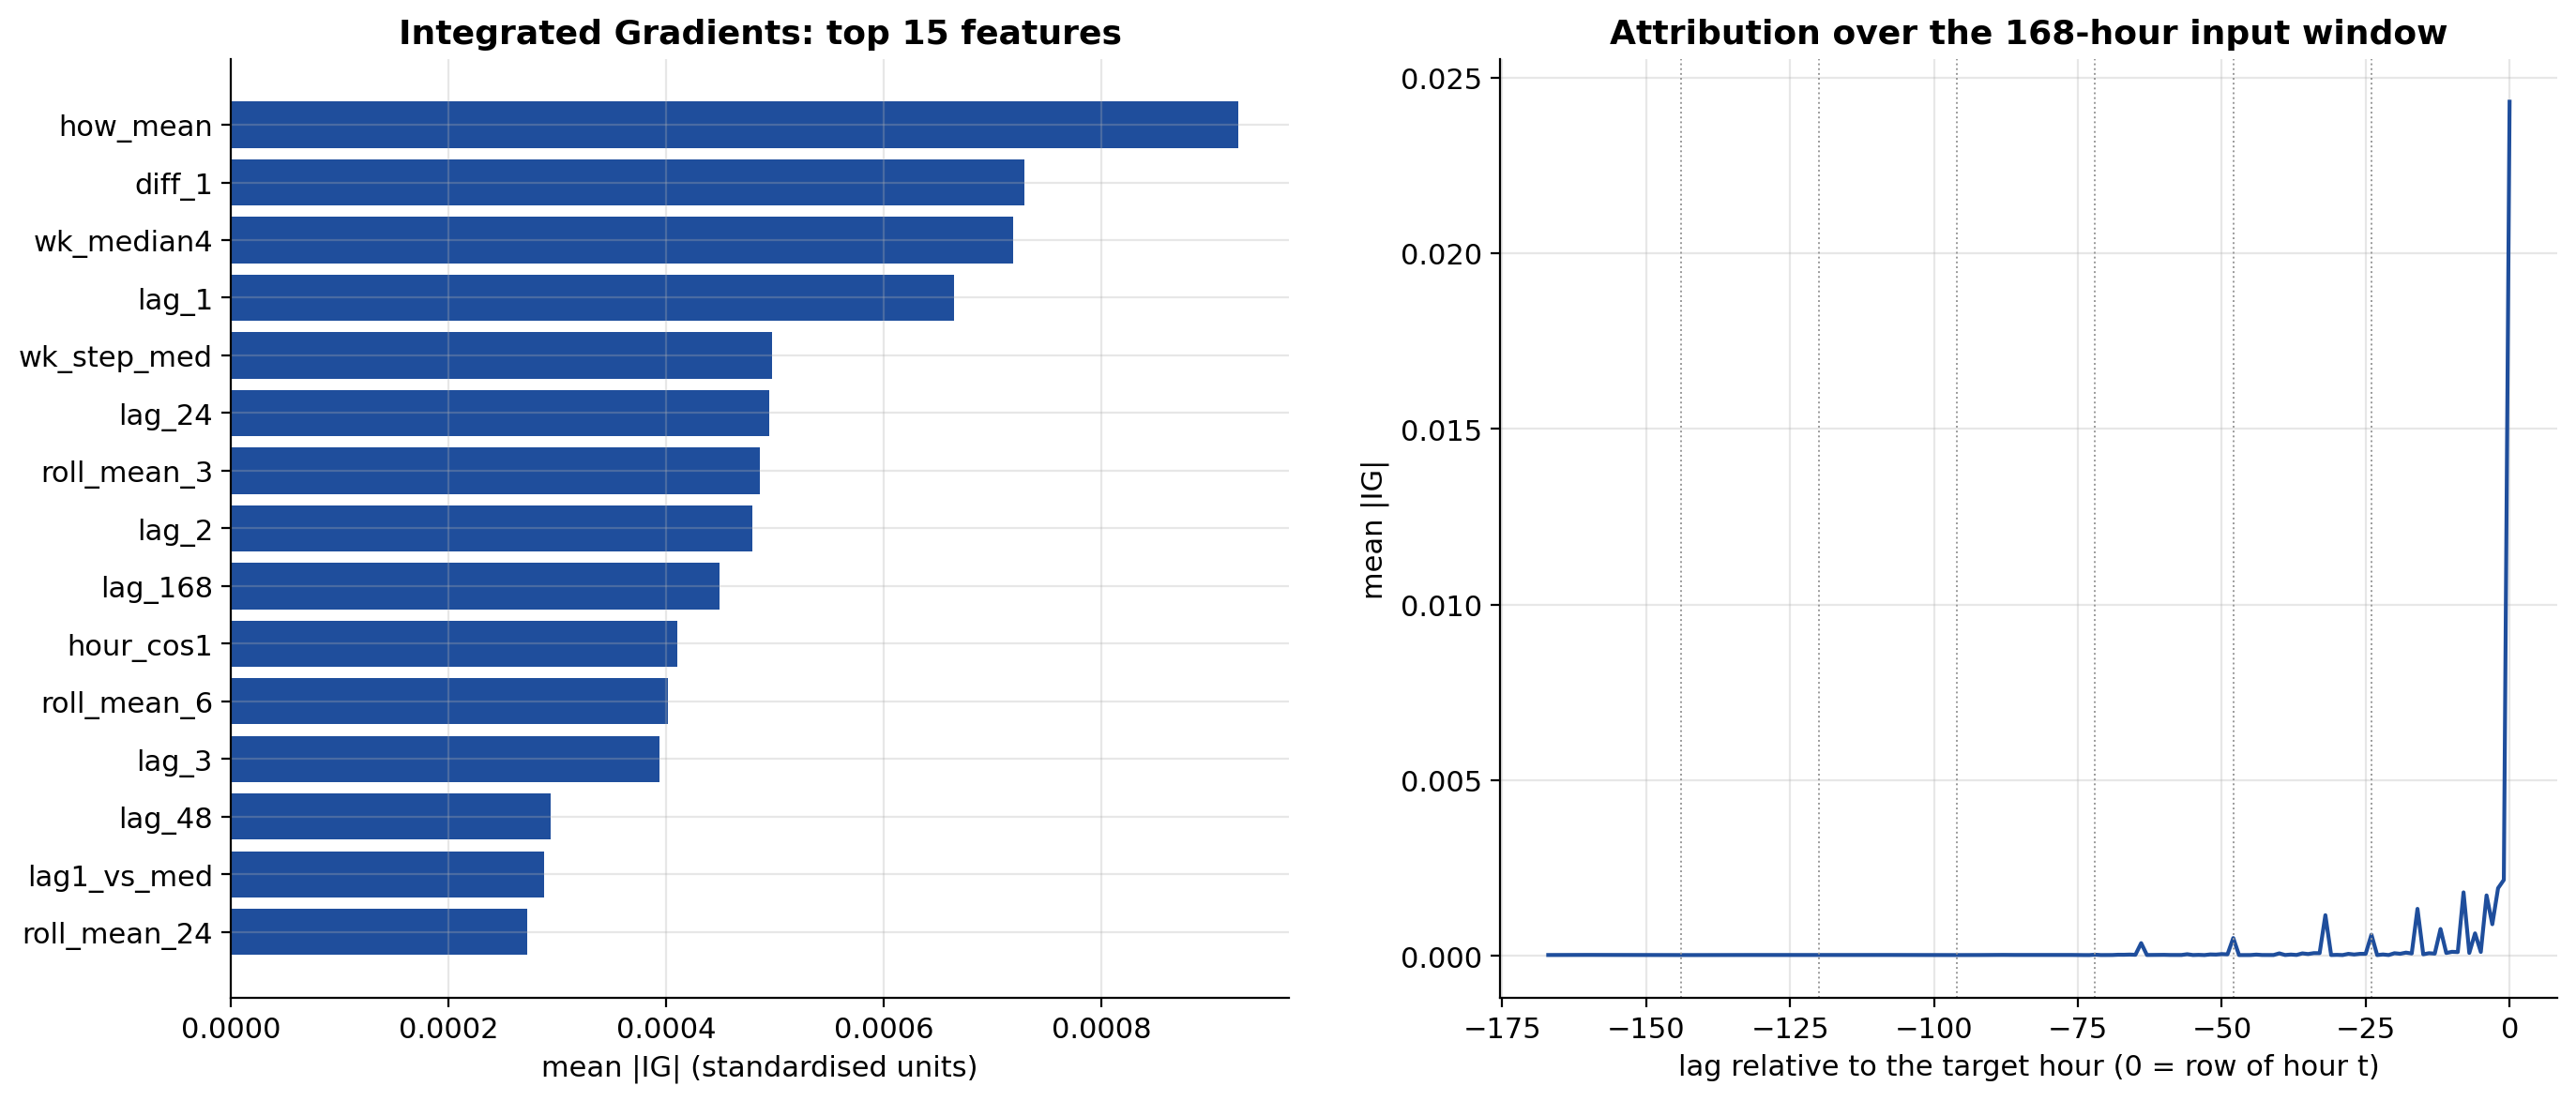 Integrated Gradients: top 15 features
how_mean
diff_1
wk_median4
lag_1
wk_step_med
lag_24
roll_mean_3
lag_2
lag_168
hour_cos1
roll_mean_6
lag_3
lag_48
lag1_vs_med
roll_mean_24
0.0000 0.0002 0.0004 0.0006 0.0008
mean |IG| (standardised units)
Attribution over the 168-hour input window
0.025
0.020
0.015
0.010
0.005
0.000
mean |IG|
−175 −150 −125 −100 −75 −50 −25 0
lag relative to the target hour (0 = row of hour t)